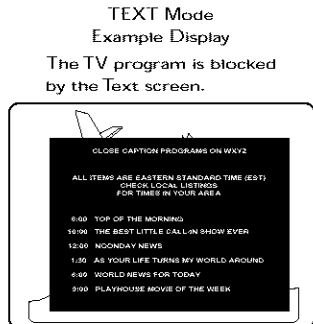 TEXT Mode
Example Display
The TV program is blocked
by the Text screen.
CLOSE CAPTION PROGRAMS ON WXYZ
ALL ITEMS ARE EASTERN STANDARD TIME (EST)
CHECK LOCAL LISTINGS
FOR TIMES IN YOUR AREA
6:00 TOP OF THE MORNING
10:00 THE BEST LITTLE CALL-IN SHOW EVER
12:00 NOONDAY NEWS
1:30 AS YOUR LIFE TURNS MY WORLD AROUND
6:00 WORLD NEWS FOR TODAY
9:00 PLAYHOUSE MOVIE OF THE WEEK